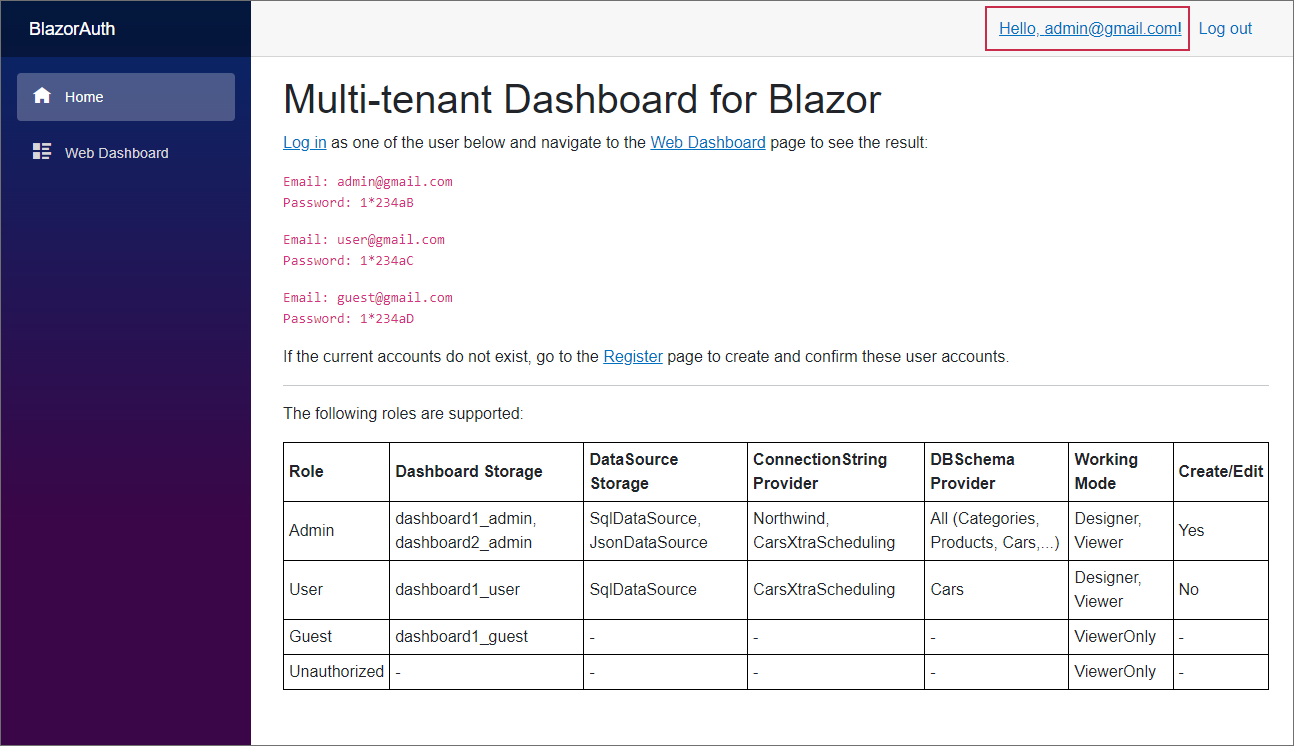 BlazorAuth
Hello, admin@gmail.com! Log out
Home
Web Dashboard
Multi-tenant Dashboard for Blazor
Log in as one of the user below and navigate to the Web Dashboard page to see the result:
Email: admin@gmail.com
Password: 1*234aB
Email: user@gmail.com
Password: 1*234aC
Email: guest@gmail.com
Password: 1*234aD
If the current accounts do not exist, go to the Register page to create and confirm these user accounts.
The following roles are supported:
Role Dashboard Storage DataSource Storage ConnectionString Provider DBSchema Provider Working Mode Create/Edit
Admin dashboard1_admin, dashboard2_admin SqlDataSource, JsonDataSource Northwind, CarsXtraScheduling All (Categories, Products, Cars,...) Designer, Viewer Yes
User dashboard1_user SqlDataSource CarsXtraScheduling Cars Designer, Viewer No
Guest dashboard1_guest - - - ViewerOnly -
Unauthorized - - - - ViewerOnly -